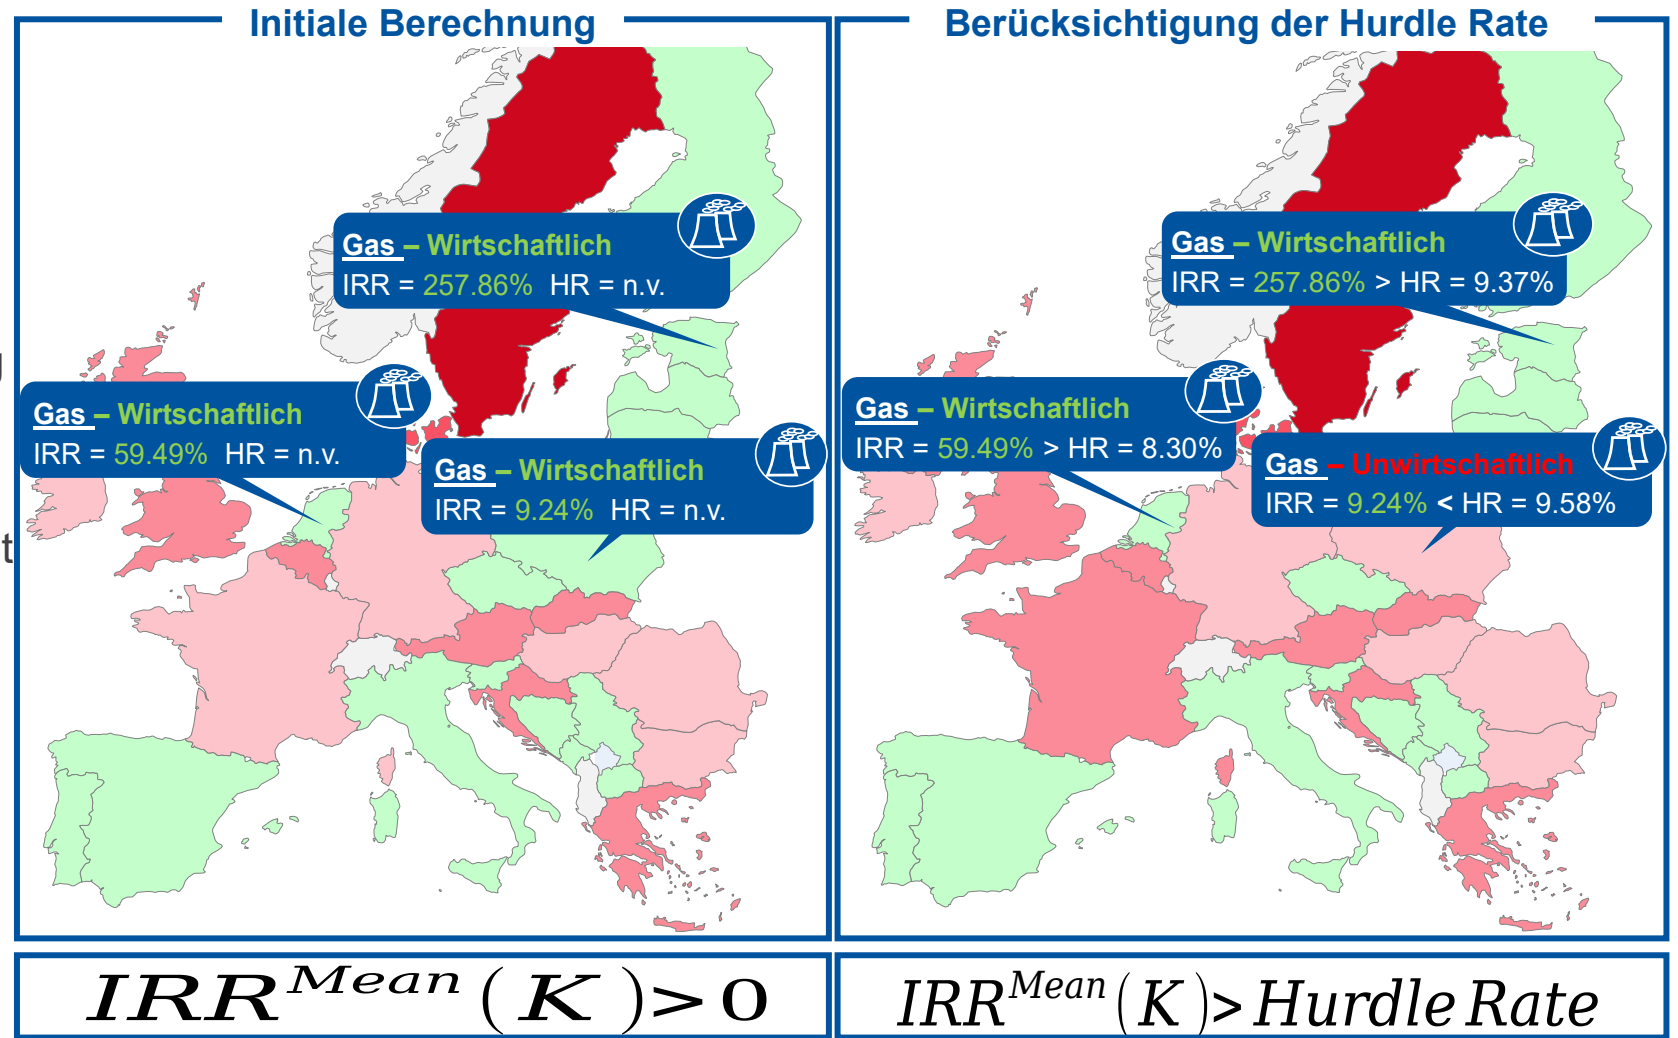 Initiale Berechnung
Gas – Wirtschaftlich
IRR = 257.86% HR = n.v.
Gas – Wirtschaftlich
IRR = 59.49% HR = n.v.
Gas – Wirtschaftlich
IRR = 9.24% HR = n.v.
IRR^Mean (K) > 0
Berücksichtigung der Hurdle Rate
Gas – Wirtschaftlich
IRR = 257.86% > HR = 9.37%
Gas – Wirtschaftlich
IRR = 59.49% > HR = 8.30%
Gas – Unwirtschaftlich
IRR = 9.24% < HR = 9.58%
IRR^Mean (K) > Hurdle Rate